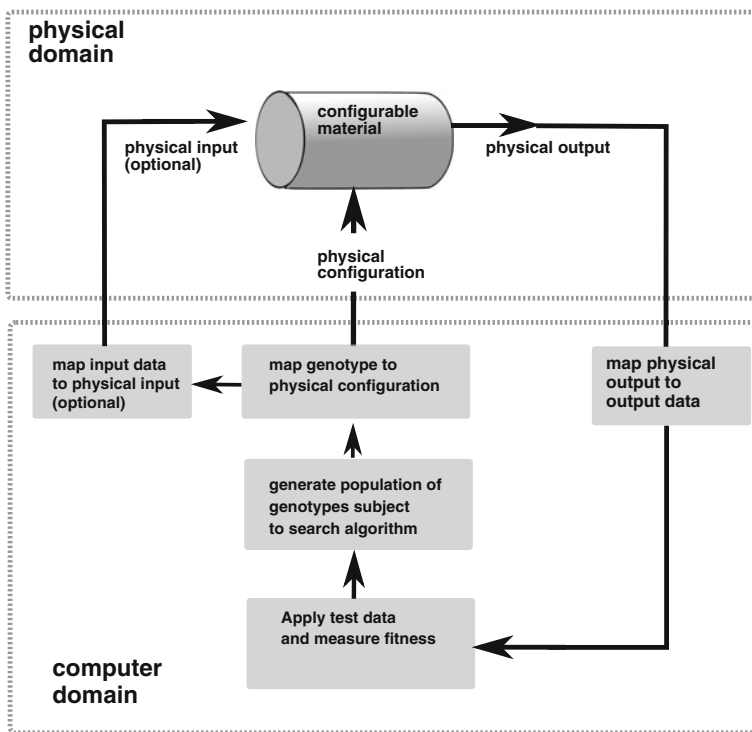 physical
domain
configurable
material
physical input
(optional)
physical output
physical
configuration
map input data
to physical input
(optional)
map genotype to
physical configuration
map physical
output to
output data
generate population of
genotypes subject
to search algorithm
Apply test data
and measure fitness
computer
domain